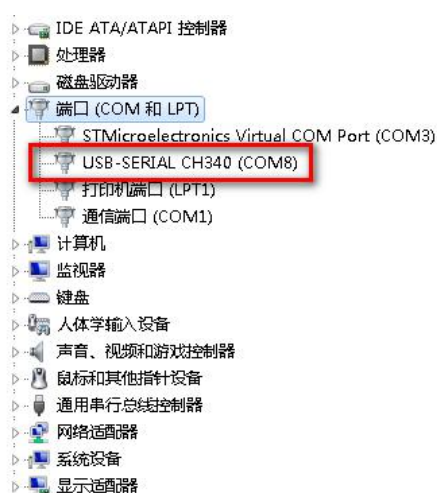 IDE ATA/ATAPI 控制器
处理器
磁盘驱动器
端口 (COM 和 LPT)
STMicroelectronics Virtual COM Port (COM3)
USB-SERIAL CH340 (COM8)
打印机端口 (LPT1)
通信端口 (COM1)
计算机
监视器
键盘
人体学输入设备
声音、视频和游戏控制器
鼠标和其他指针设备
通用串行总线控制器
网络适配器
系统设备
显示适配器